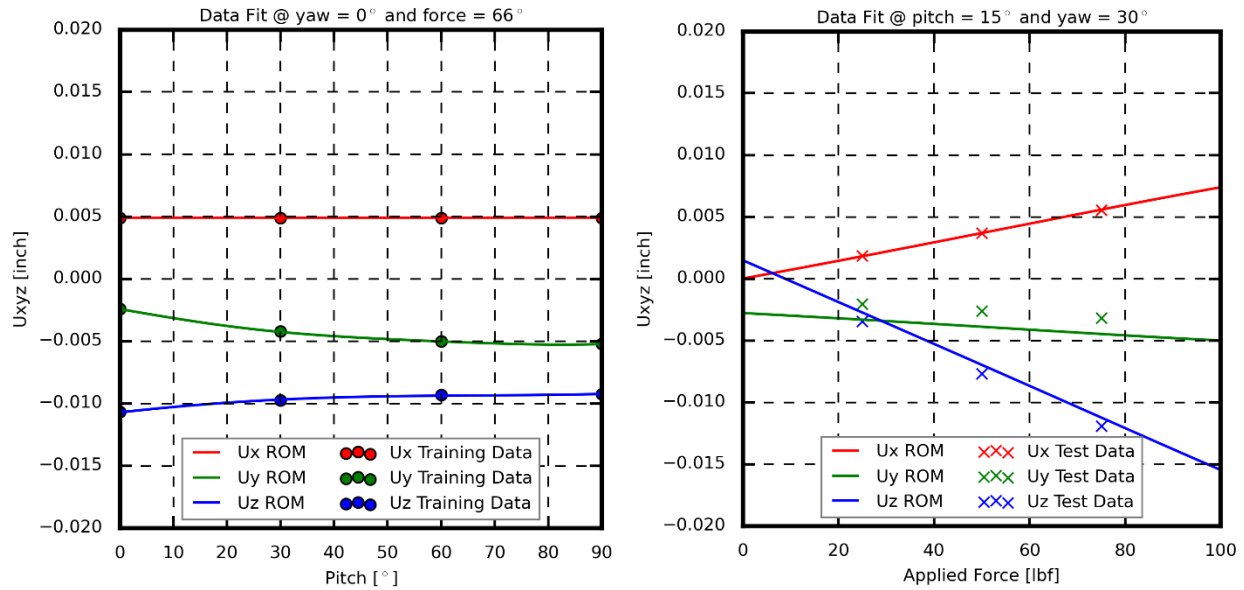 Data Fit @ yaw = 0° and force = 66°
0.020
0.015
0.010
0.005
0.000
−0.005
−0.010
−0.015
−0.020
Uxyz [inch]
Ux ROM
Uy ROM
Uz ROM
Ux Training Data
Uy Training Data
Uz Training Data
0 10 20 30 40 50 60 70 80 90
Pitch [°]
Data Fit @ pitch = 15° and yaw = 30°
0.020
0.015
0.010
0.005
0.000
−0.005
−0.010
−0.015
−0.020
Uxyz [inch]
Ux ROM
Uy ROM
Uz ROM
Ux Test Data
Uy Test Data
Uz Test Data
0 20 40 60 80 100
Applied Force [lbf]